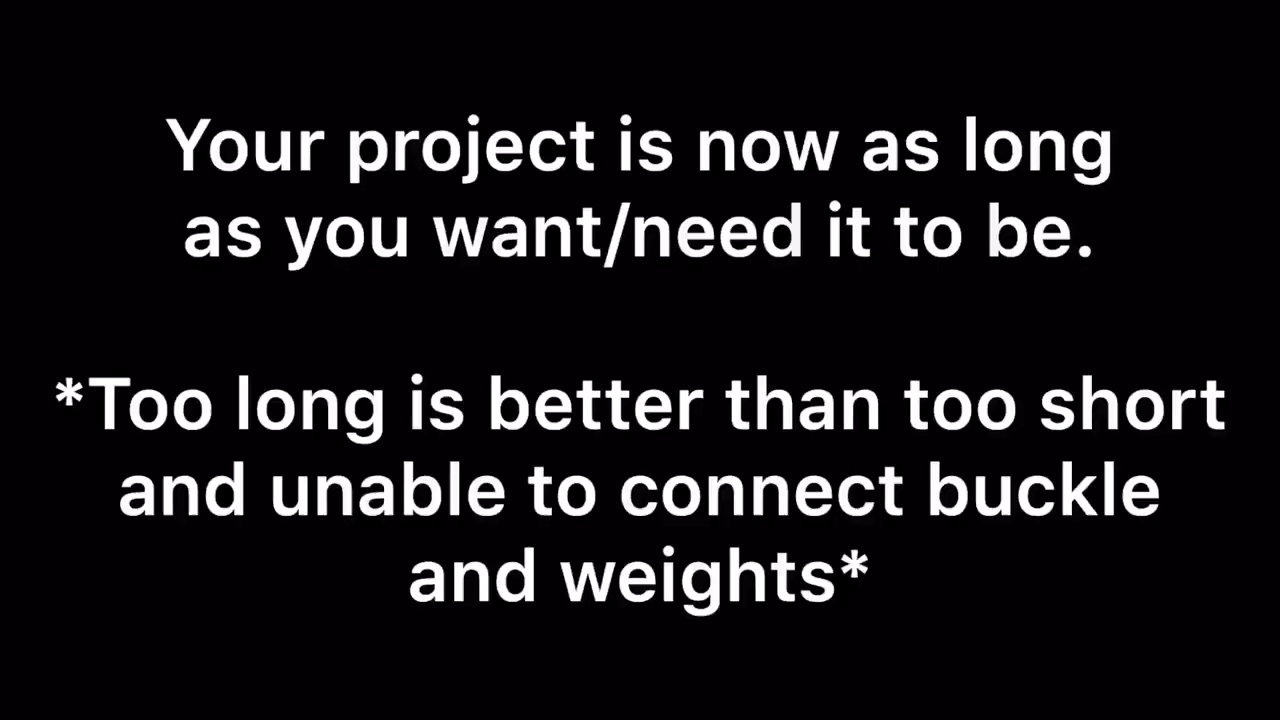 Your project is now as long
as you want/need it to be.
*Too long is better than too short
and unable to connect buckle
and weights*